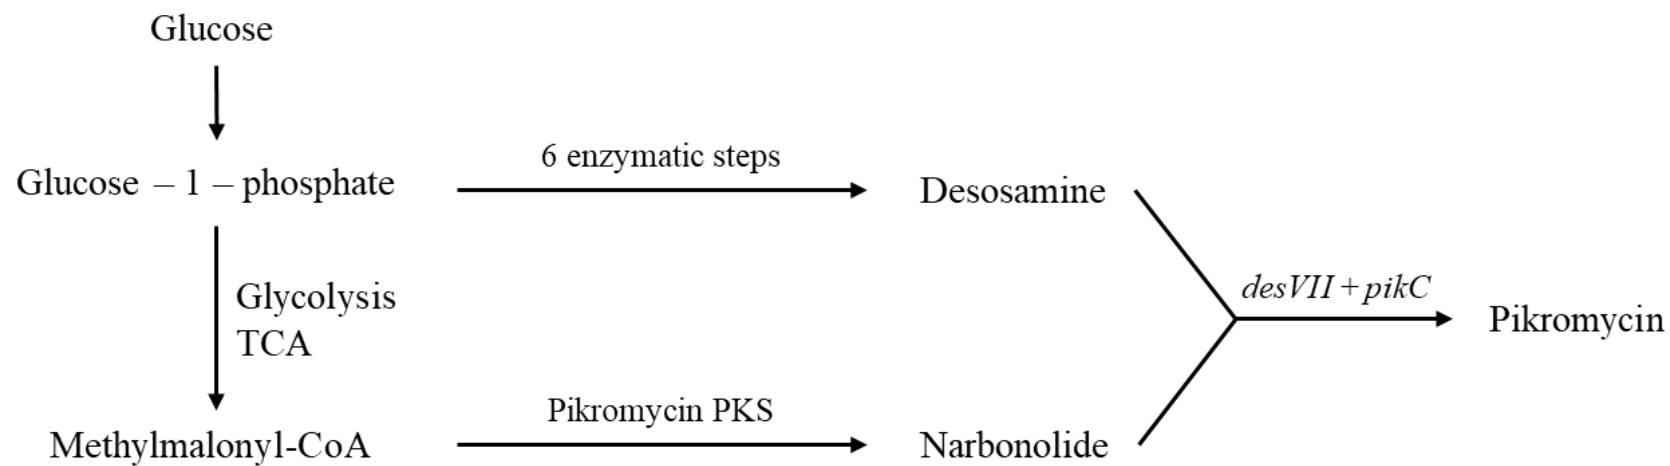 Glucose
6 enzymatic steps
Glucose – 1 – phosphate
Desosamine
desVII + pikC
Glycolysis
TCA
Pikromycin
Pikromycin PKS
Methylmalonyl-CoA
Narbonolide